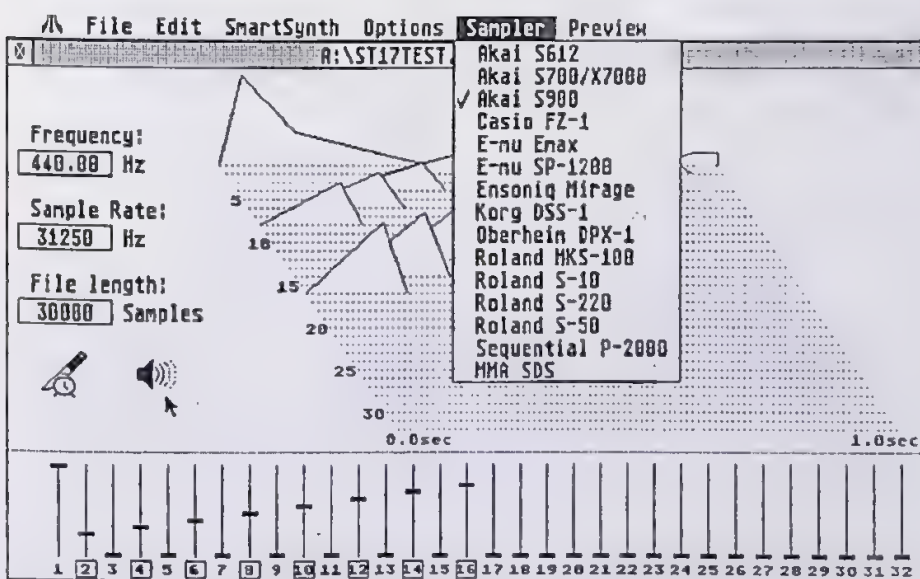 File Edit SmartSynth Options Sampler Preview
A:\ST17TEST.
Akai S612
Akai S700/X7000
✓ Akai S900
Casio FZ-1
E-mu Emax
E-mu SP-1200
Ensoniq Mirage
Korg DSS-1
Oberheim DPX-1
Roland MKS-100
Roland S-10
Roland S-220
Roland S-50
Sequential P-2000
MMA SDS
Frequency:
440.00 Hz
Sample Rate:
31250 Hz
File length:
30000 Samples
5
10
15
20
25
30
0.0sec 1.0sec
1 2 3 4 5 6 7 8 9 10 11 12 13 14 15 16 17 18 19 20 21 22 23 24 25 26 27 28 29 30 31 32